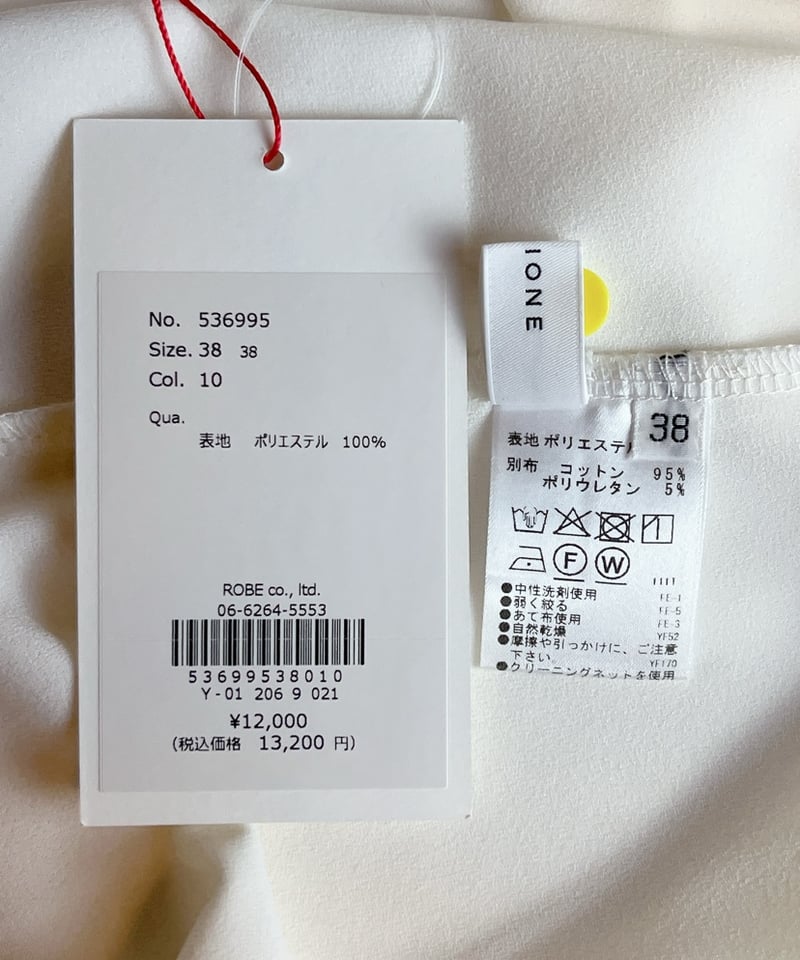 No. 536995
Size. 38 38
Col. 10
Qua.
表地 ポリエステル 100%
ROBE co., ltd.
06-6264-5553
53699538010
Y-01 206 9 021
¥12,000
(税込価格 13,200 円)
IONE
38
表地 ポリエステル
別布 コットン 95%
ポリウレタン 5%
F W
●中性洗剤使用 FE-1
●弱く絞る FE-5
●あて布使用 FE-3
●自然乾燥 YF52
●摩擦や引っかけに、ご注意
下さい。 YF170
●クリーニングネットを使用